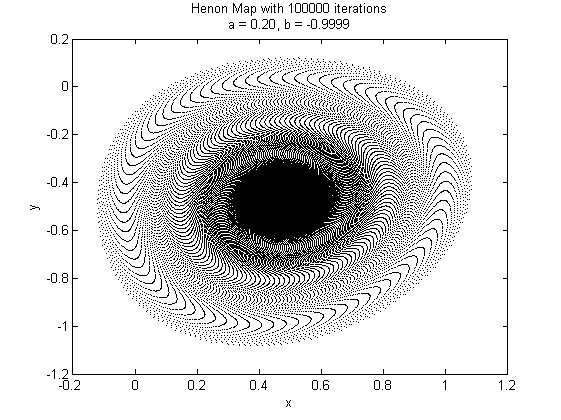 Henon Map with 100000 iterations
a = 0.20, b = -0.9999
0.2
0
-0.2
-0.4
-0.6
-0.8
-1
-1.2
y
-0.2 0 0.2 0.4 0.6 0.8 1 1.2
x